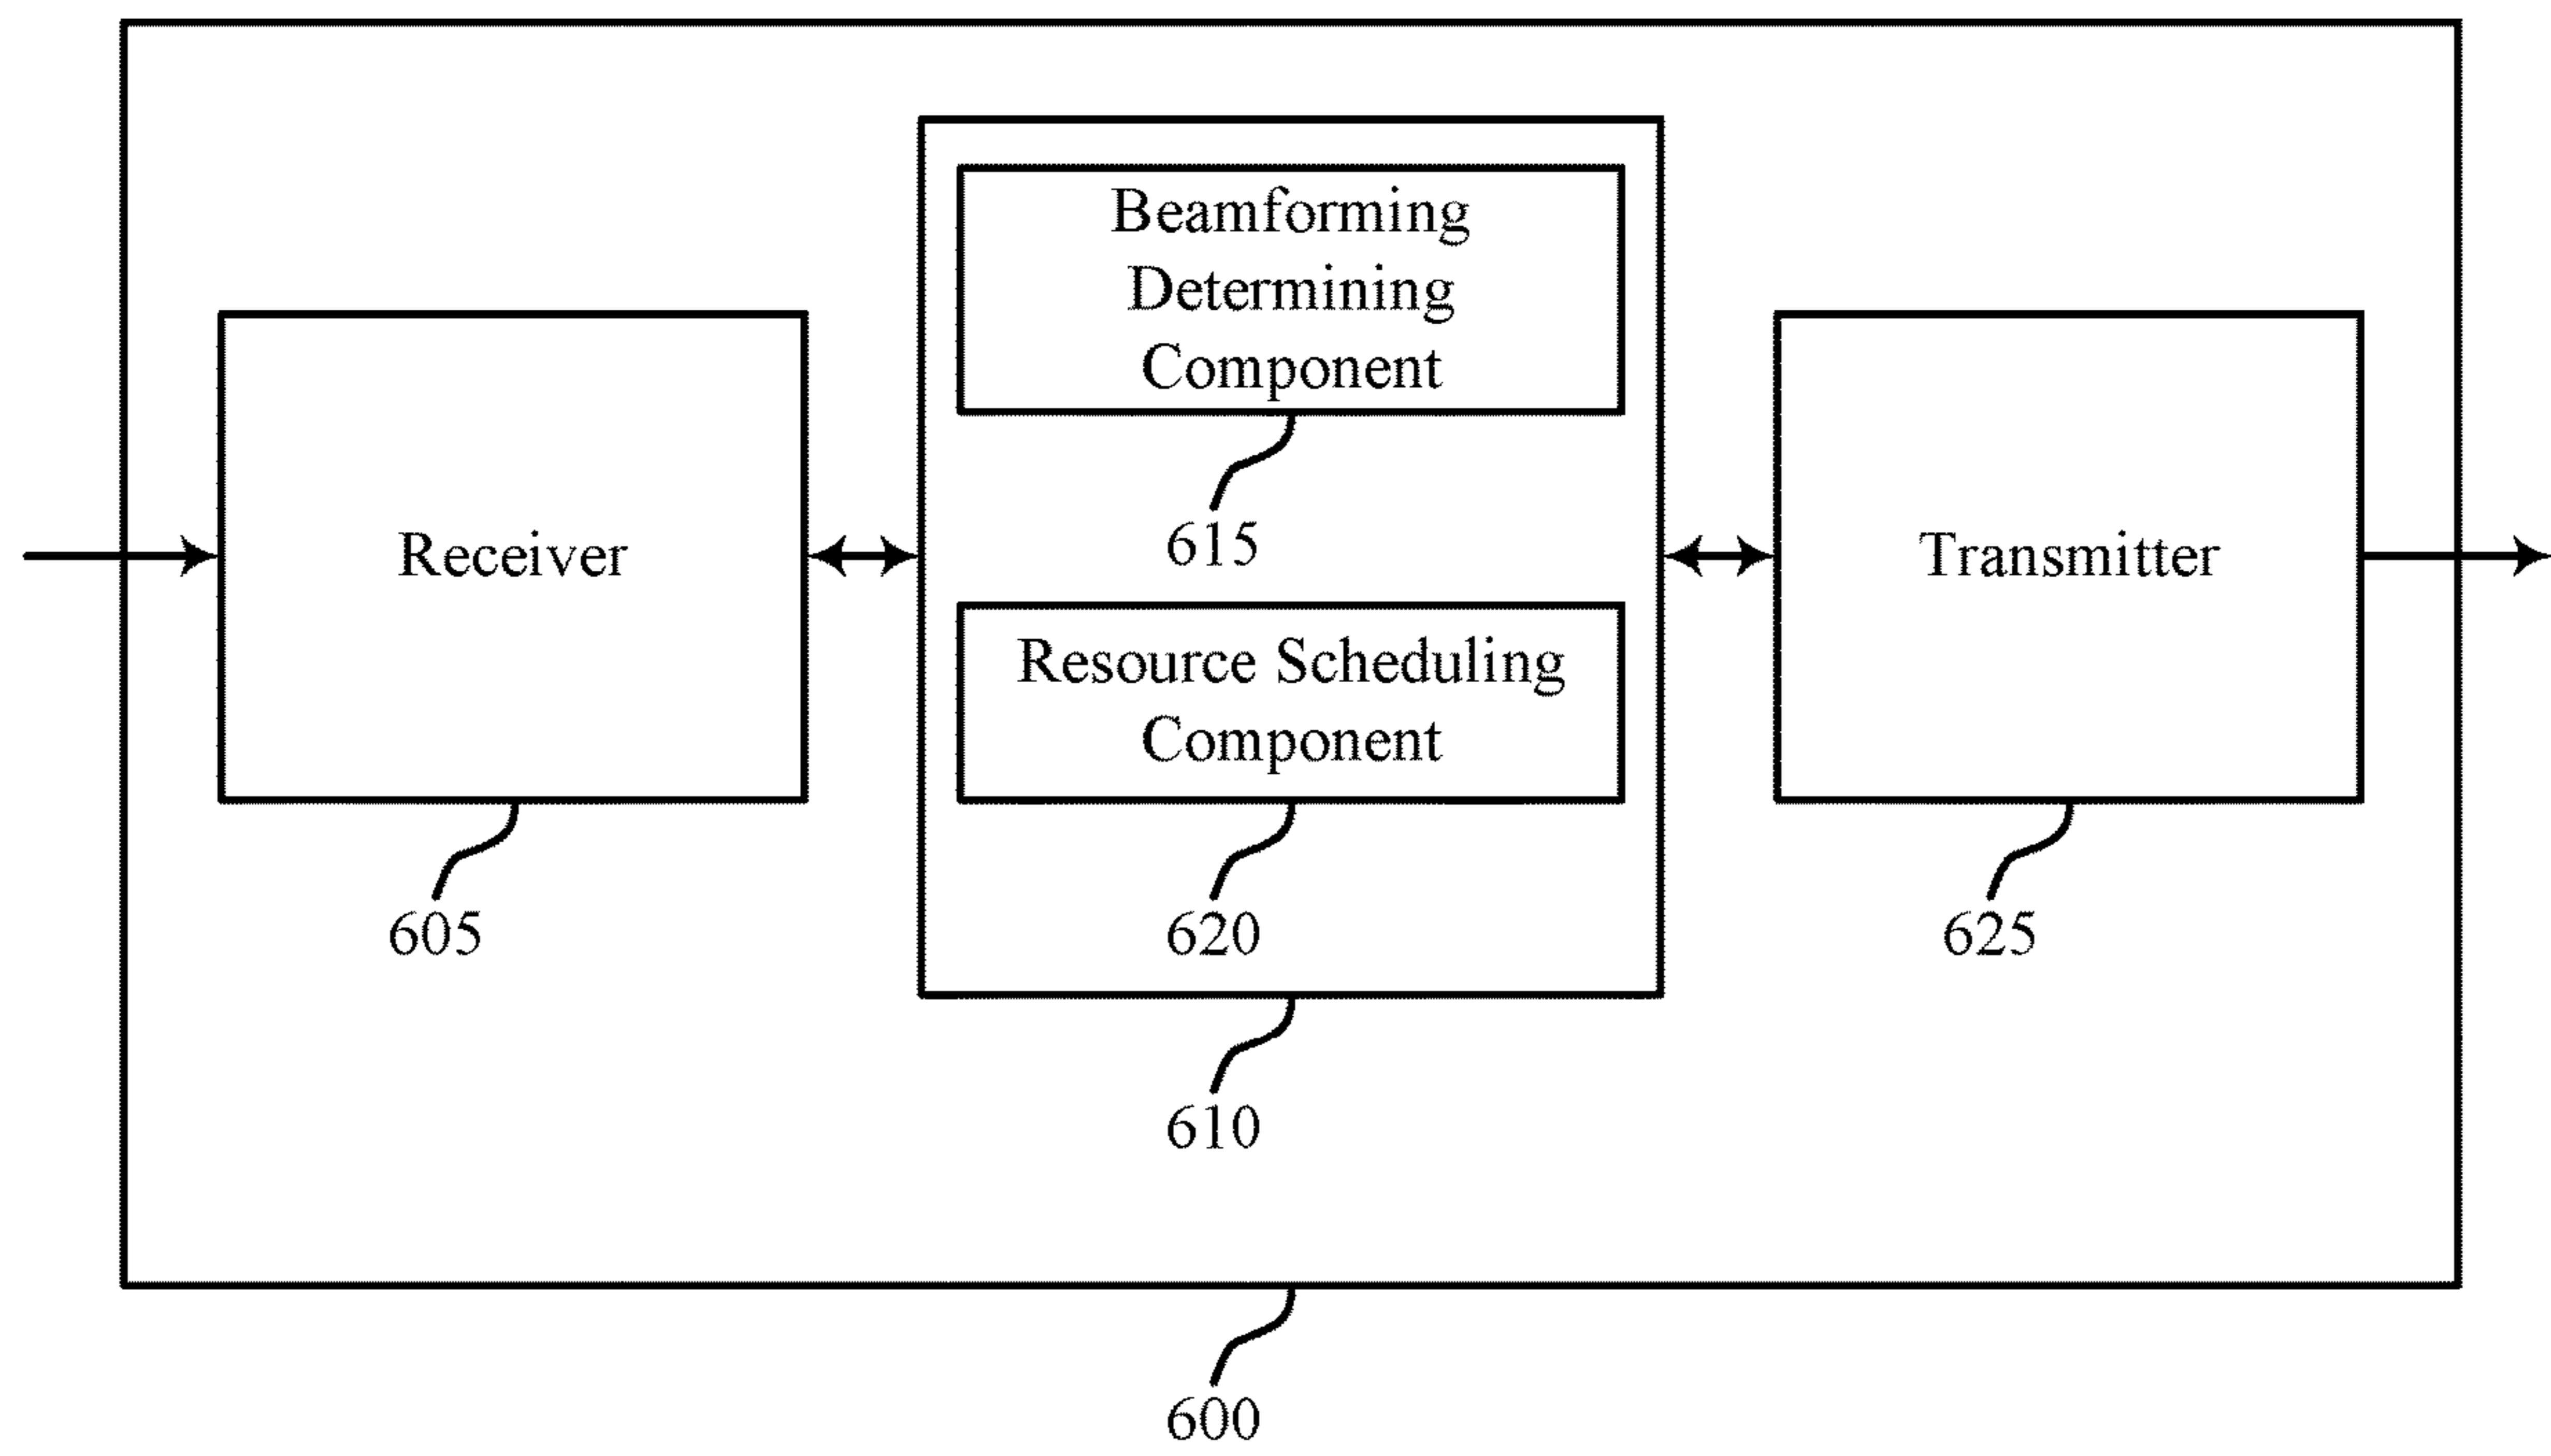 Beamforming
Determining
Component
615
Receiver
Transmitter
Resource Scheduling
Component
605
620
625
610
600